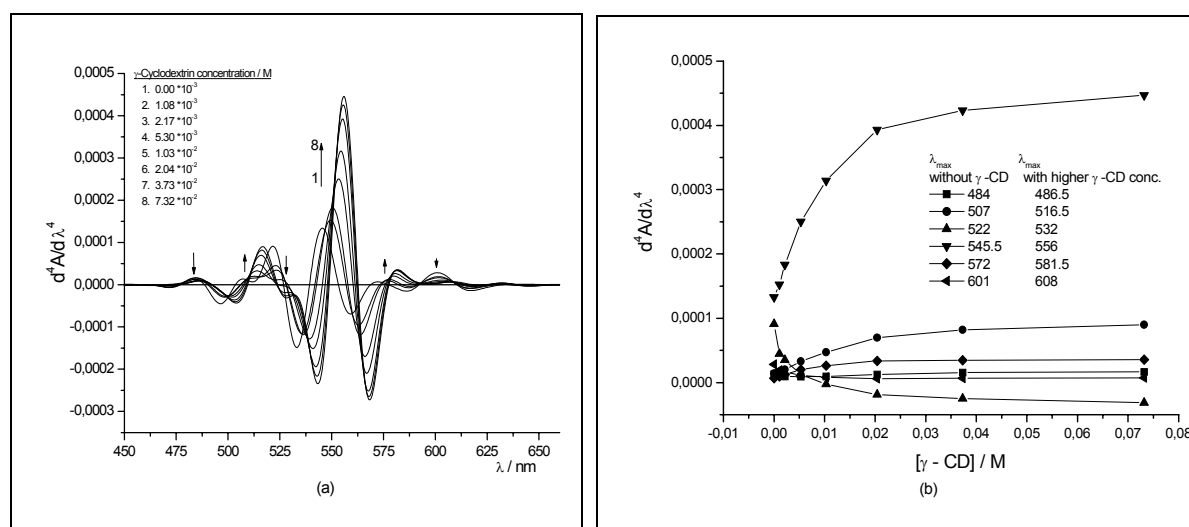 γ-Cyclodextrin concentration / M
1. 0.00 *10⁻³
2. 1.08 *10⁻³
3. 2.17 *10⁻³
4. 5.30 *10⁻³
5. 1.03 *10⁻²
6. 2.04 *10⁻²
7. 3.73 *10⁻²
8. 7.32 *10⁻²
8
1
d⁴A/dλ⁴
0,0005
0,0004
0,0003
0,0002
0,0001
0,0000
-0,0001
-0,0002
-0,0003
450 475 500 525 550 575 600 625 650
λ / nm
(a)
d⁴A/dλ⁴
0,0005
0,0004
0,0003
0,0002
0,0001
0,0000
λmax λmax
without γ -CD with higher γ -CD conc.
484 486.5
507 516.5
522 532
545.5 556
572 581.5
601 608
-0,01 0,00 0,01 0,02 0,03 0,04 0,05 0,06 0,07 0,08
[γ - CD] / M
(b)